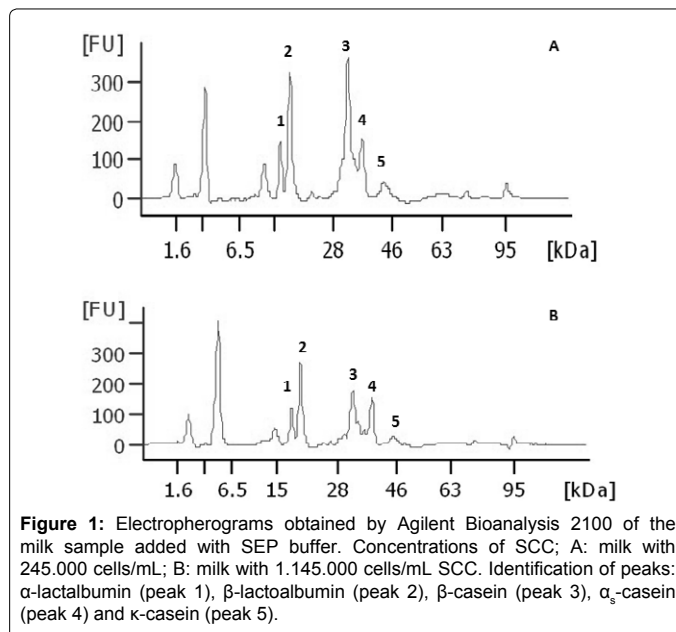 [FU]
A
300
200
100
0
1
2
3
4
5
1.6 6.5 28 46 63 95 [kDa]
[FU]
B
300
200
100
0
1
2
3
4
5
1.6 6.5 15 28 46 63 95 [kDa]
Figure 1: Electropherograms obtained by Agilent Bioanalysis 2100 of the
milk sample added with SEP buffer. Concentrations of SCC; A: milk with
245.000 cells/mL; B: milk with 1.145.000 cells/mL SCC. Identification of peaks:
α-lactalbumin (peak 1), β-lactoalbumin (peak 2), β-casein (peak 3), αs-casein
(peak 4) and κ-casein (peak 5).